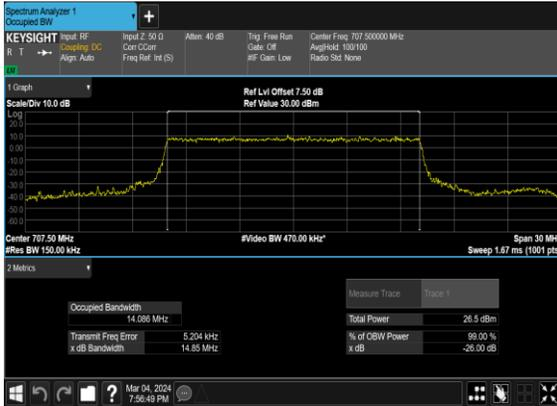 Spectrum Analyzer 1
Occupied BW
+
KEYSIGHT Input: RF Input Z: 50 Ω Atten: 40 dB Trig: Free Run Center Freq: 707.500000 MHz
R T Coupling: DC Corr CCorr Gate: Off Avg|Hold: 100/100
Align: Auto Freq Ref: Int (S) #IF Gain: Low Radio Std: None
1 Graph
Ref Lvl Offset 7.50 dB
Scale/Div 10.0 dB Ref Value 30.00 dBm
Log
20.0
10.0
0.00
-10.0
-20.0
-30.0
-40.0
-50.0
-60.0
Center 707.50 MHz #Video BW 470.00 kHz* Span 30 MH
#Res BW 150.00 kHz Sweep 1.67 ms (1001 pts
2 Metrics
Measure Trace Trace 1
Occupied Bandwidth
14.086 MHz Total Power 26.5 dBm
Transmit Freq Error 5.204 kHz % of OBW Power 99.00 %
x dB Bandwidth 14.85 MHz x dB -26.00 dB
? Mar 04, 2024
7:56:49 PM